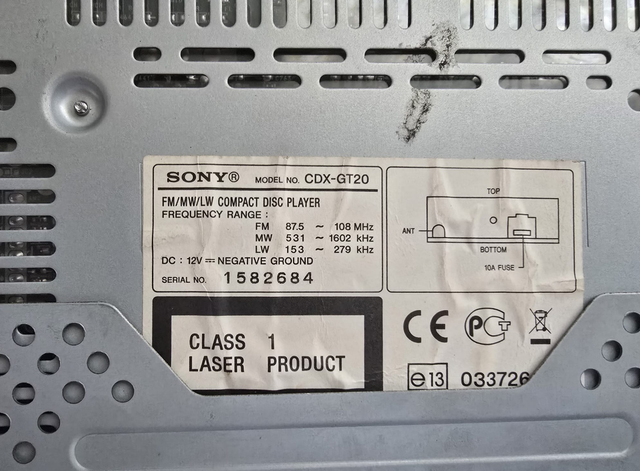 SONY® MODEL NO. CDX-GT20
FM/MW/LW COMPACT DISC PLAYER
FREQUENCY RANGE :
FM 87.5 ~ 108 MHz
MW 531 ~ 1602 kHz
LW 153 ~ 279 kHz
DC : 12V ⎓ NEGATIVE GROUND
SERIAL NO. 1582684
TOP
ANT
BOTTOM
10A FUSE
CLASS 1
LASER PRODUCT
CE PCT
e13 033726